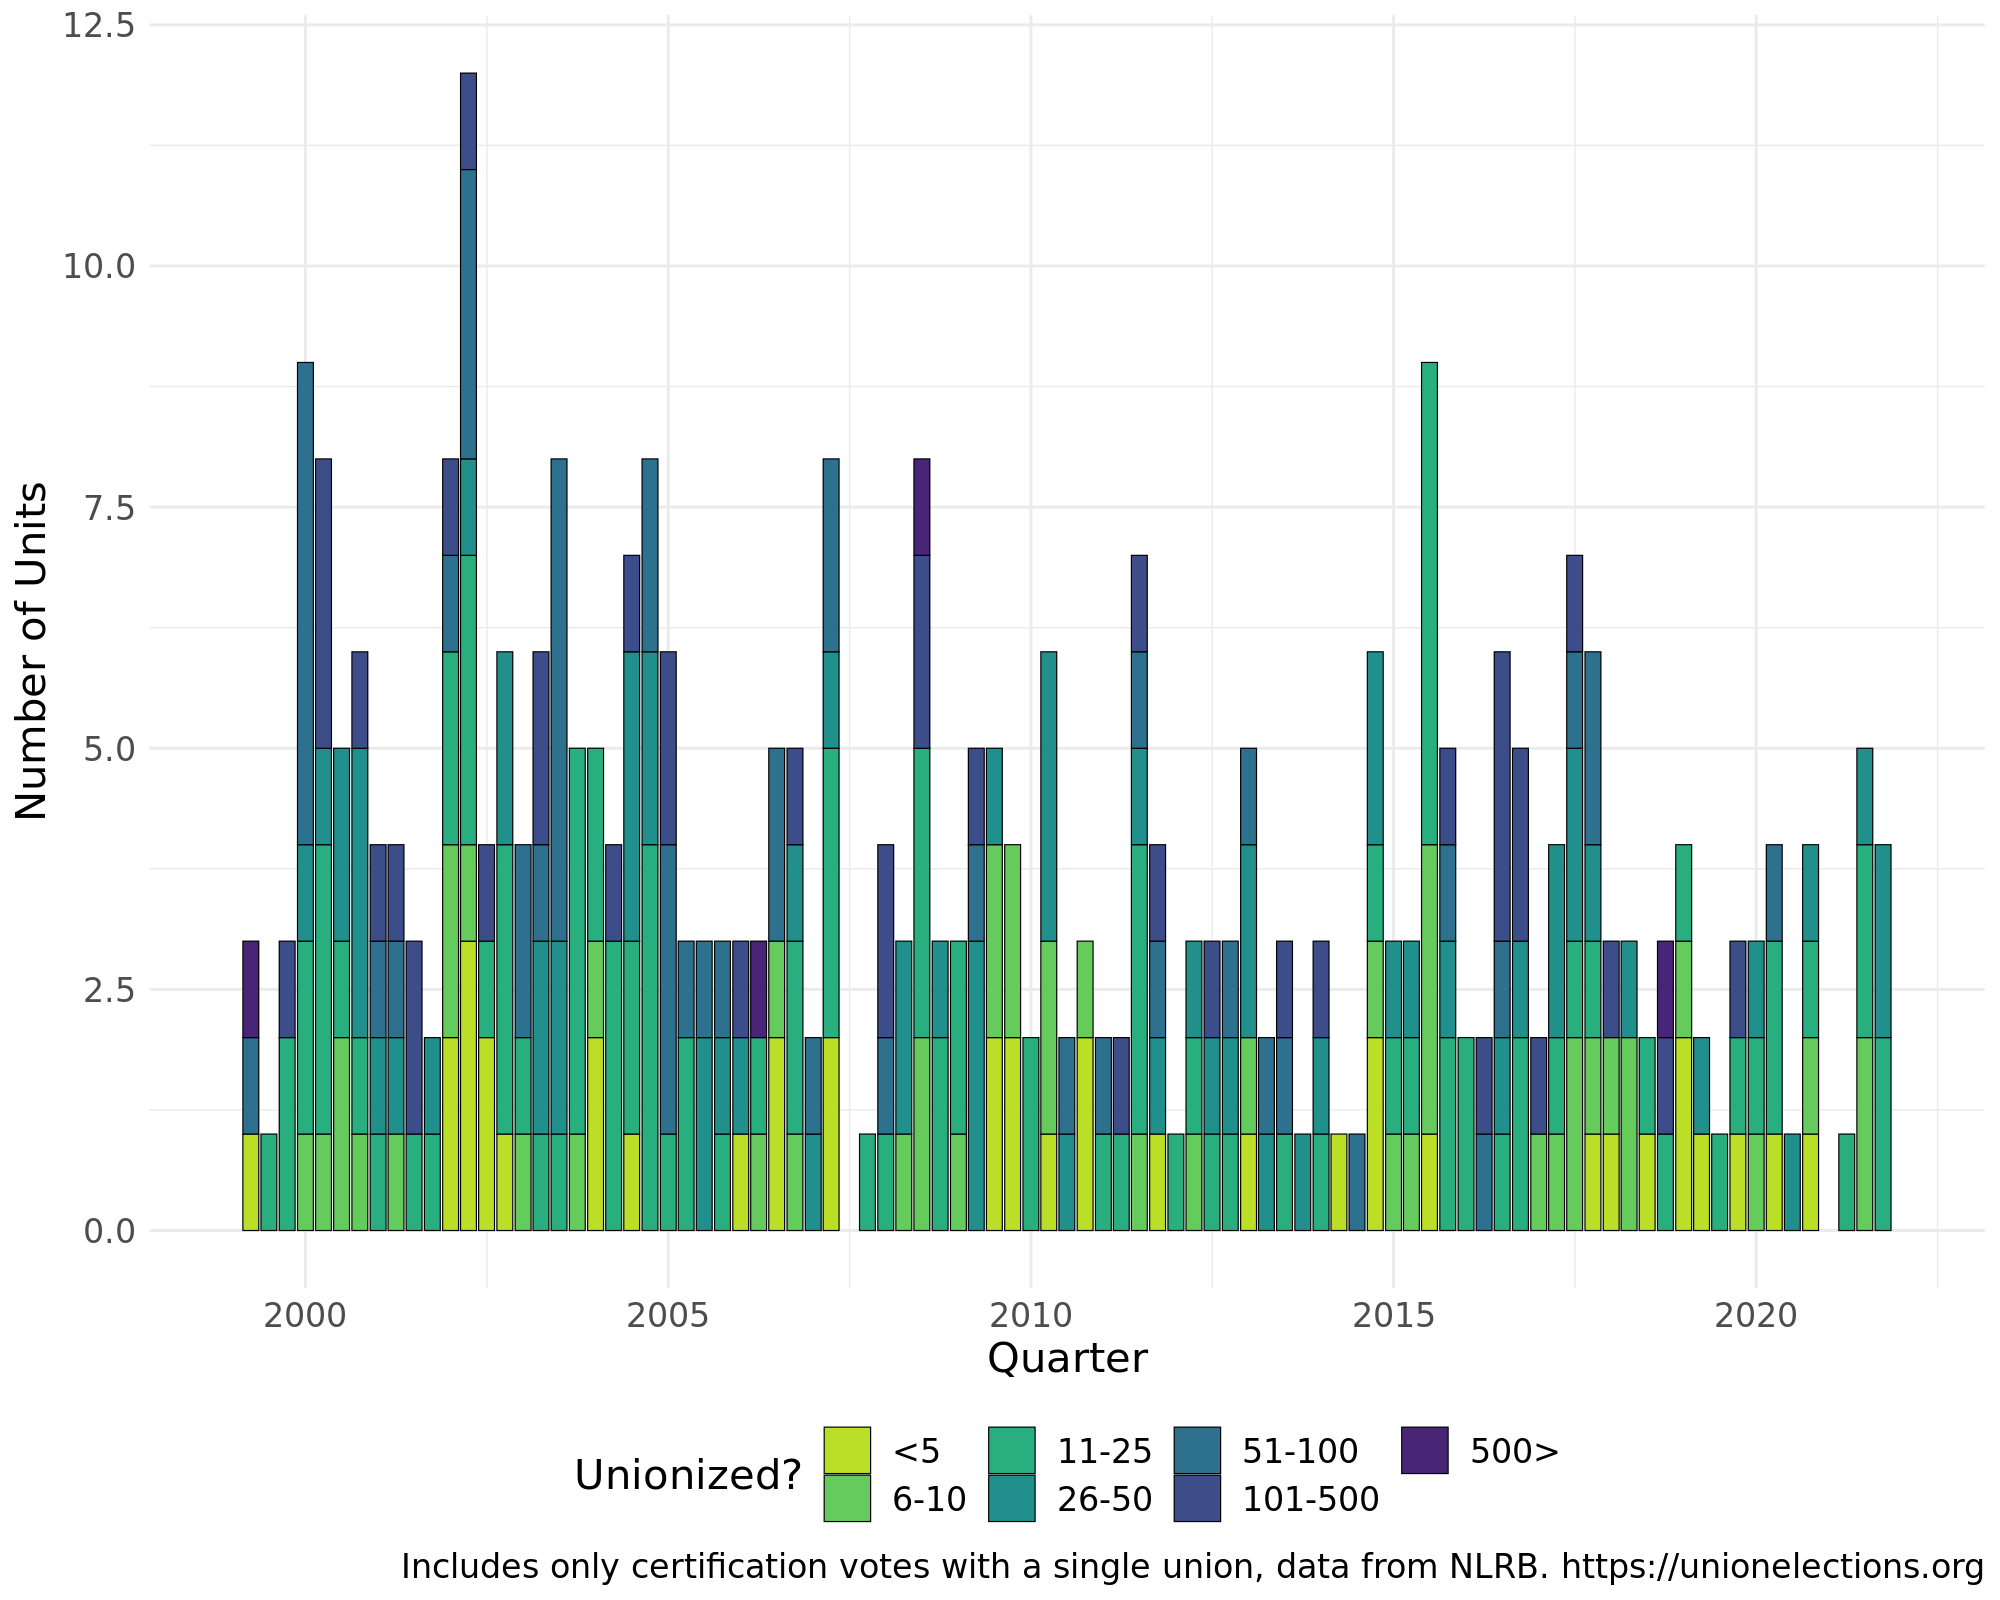 12.5
10.0
7.5
5.0
2.5
0.0
Number of Units
2000 2005 2010 2015 2020
Quarter
Unionized?
<5 11-25 51-100 500>
6-10 26-50 101-500
Includes only certification votes with a single union, data from NLRB. https://unionelections.org